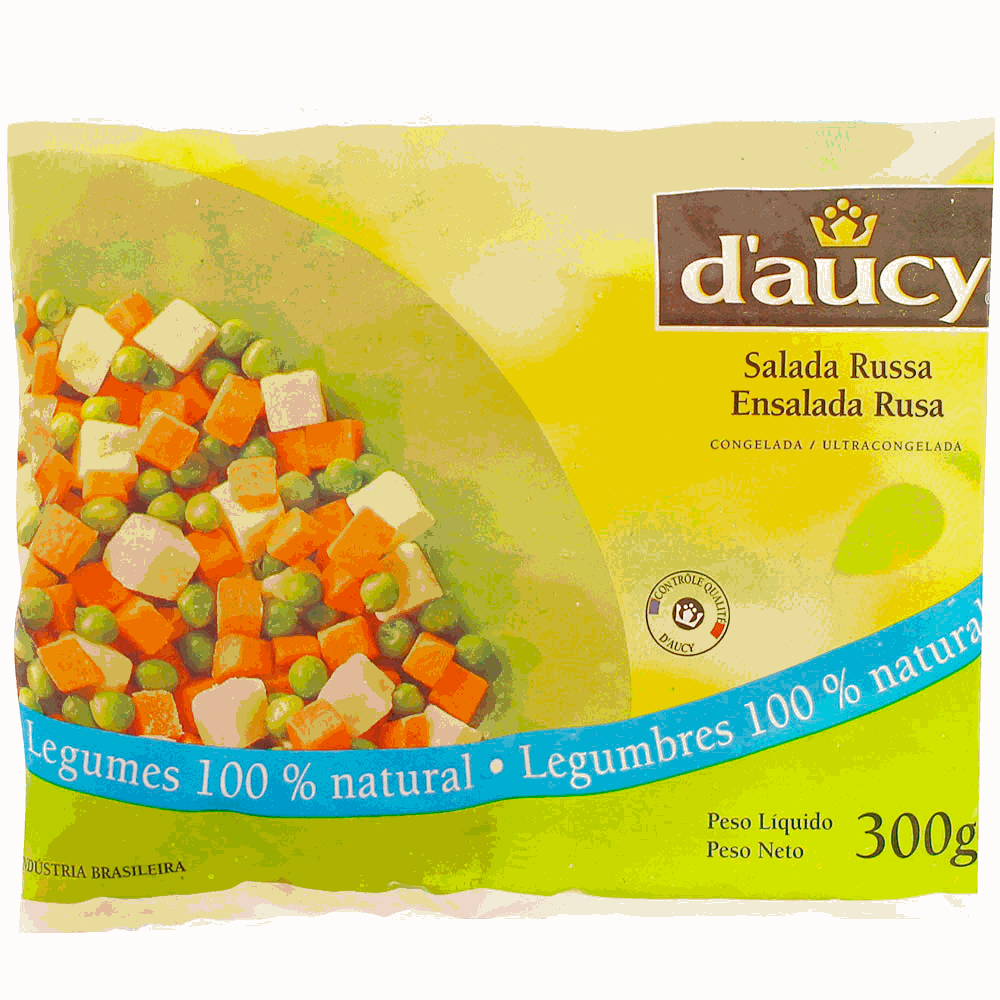 d'aucy
Salada Russa
Ensalada Rusa
CONGELADA / ULTRACONGELADA
CONTRÔLE QUALITÉ
D'AUCY
Legumes 100 % natural • Legumbres 100 % natural
Peso Líquido
Peso Neto
300g
INDÚSTRIA BRASILEIRA